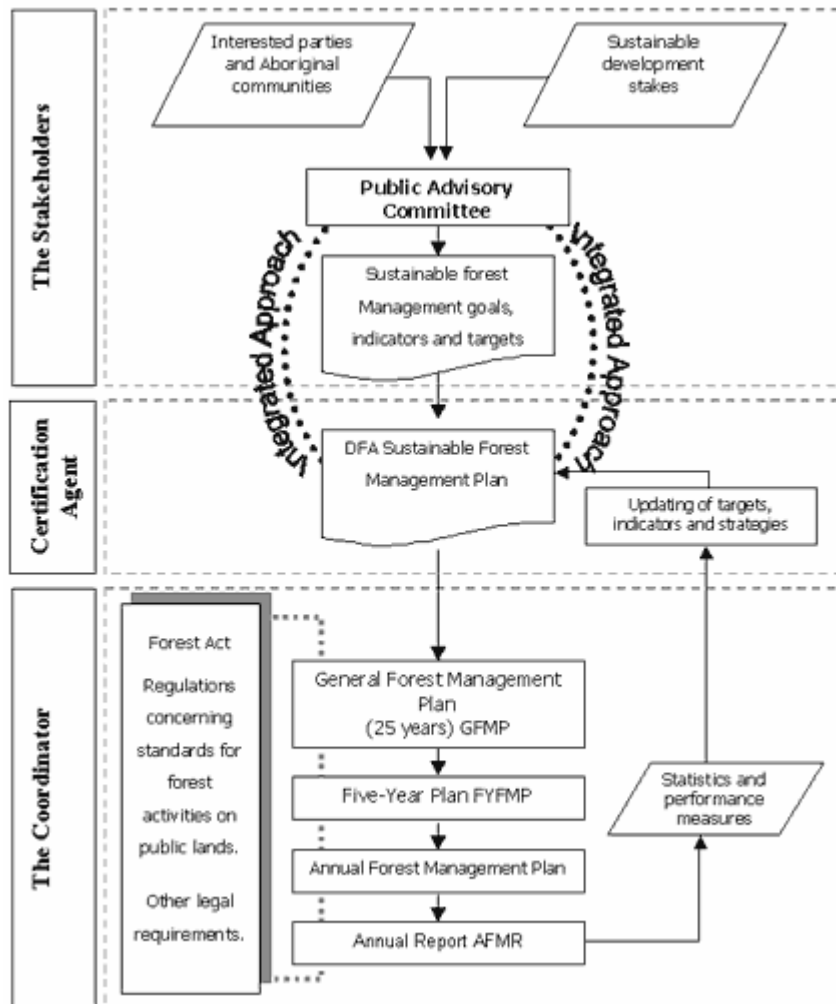 The Stakeholders
Interested parties
and Aboriginal
communities
Sustainable
development
stakes
Public Advisory
Committee
Integrated Approach
Integrated Approach
Sustainable forest
Management goals,
indicators and targets
Certification
Agent
DFA Sustainable Forest
Management Plan
Updating of targets,
indicators and strategies
The Coordinator
Forest Act
Regulations
concerning
standards for
forest
activities on
public lands.
Other legal
requirements.
General Forest Management
Plan
(25 years) GFMP
Five-Year Plan FYFMP
Annual Forest Management Plan
Annual Report AFMR
Statistics and
performance
measures